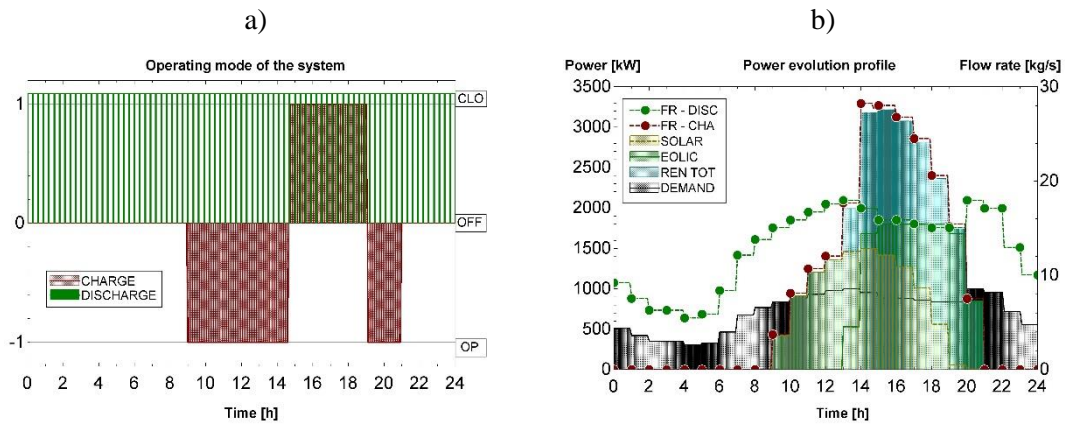 a)
b)
Operating mode of the system
1
0
-1
CLO
OFF
OP
CHARGE
DISCHARGE
0 2 4 6 8 10 12 14 16 18 20 22 24
Time [h]
Power [kW] Power evolution profile Flow rate [kg/s]
3500
3000
2500
2000
1500
1000
500
0
FR - DISC
FR - CHA
SOLAR
EOLIC
REN TOT
DEMAND
30
20
10
0
0 2 4 6 8 10 12 14 16 18 20 22 24
Time [h]